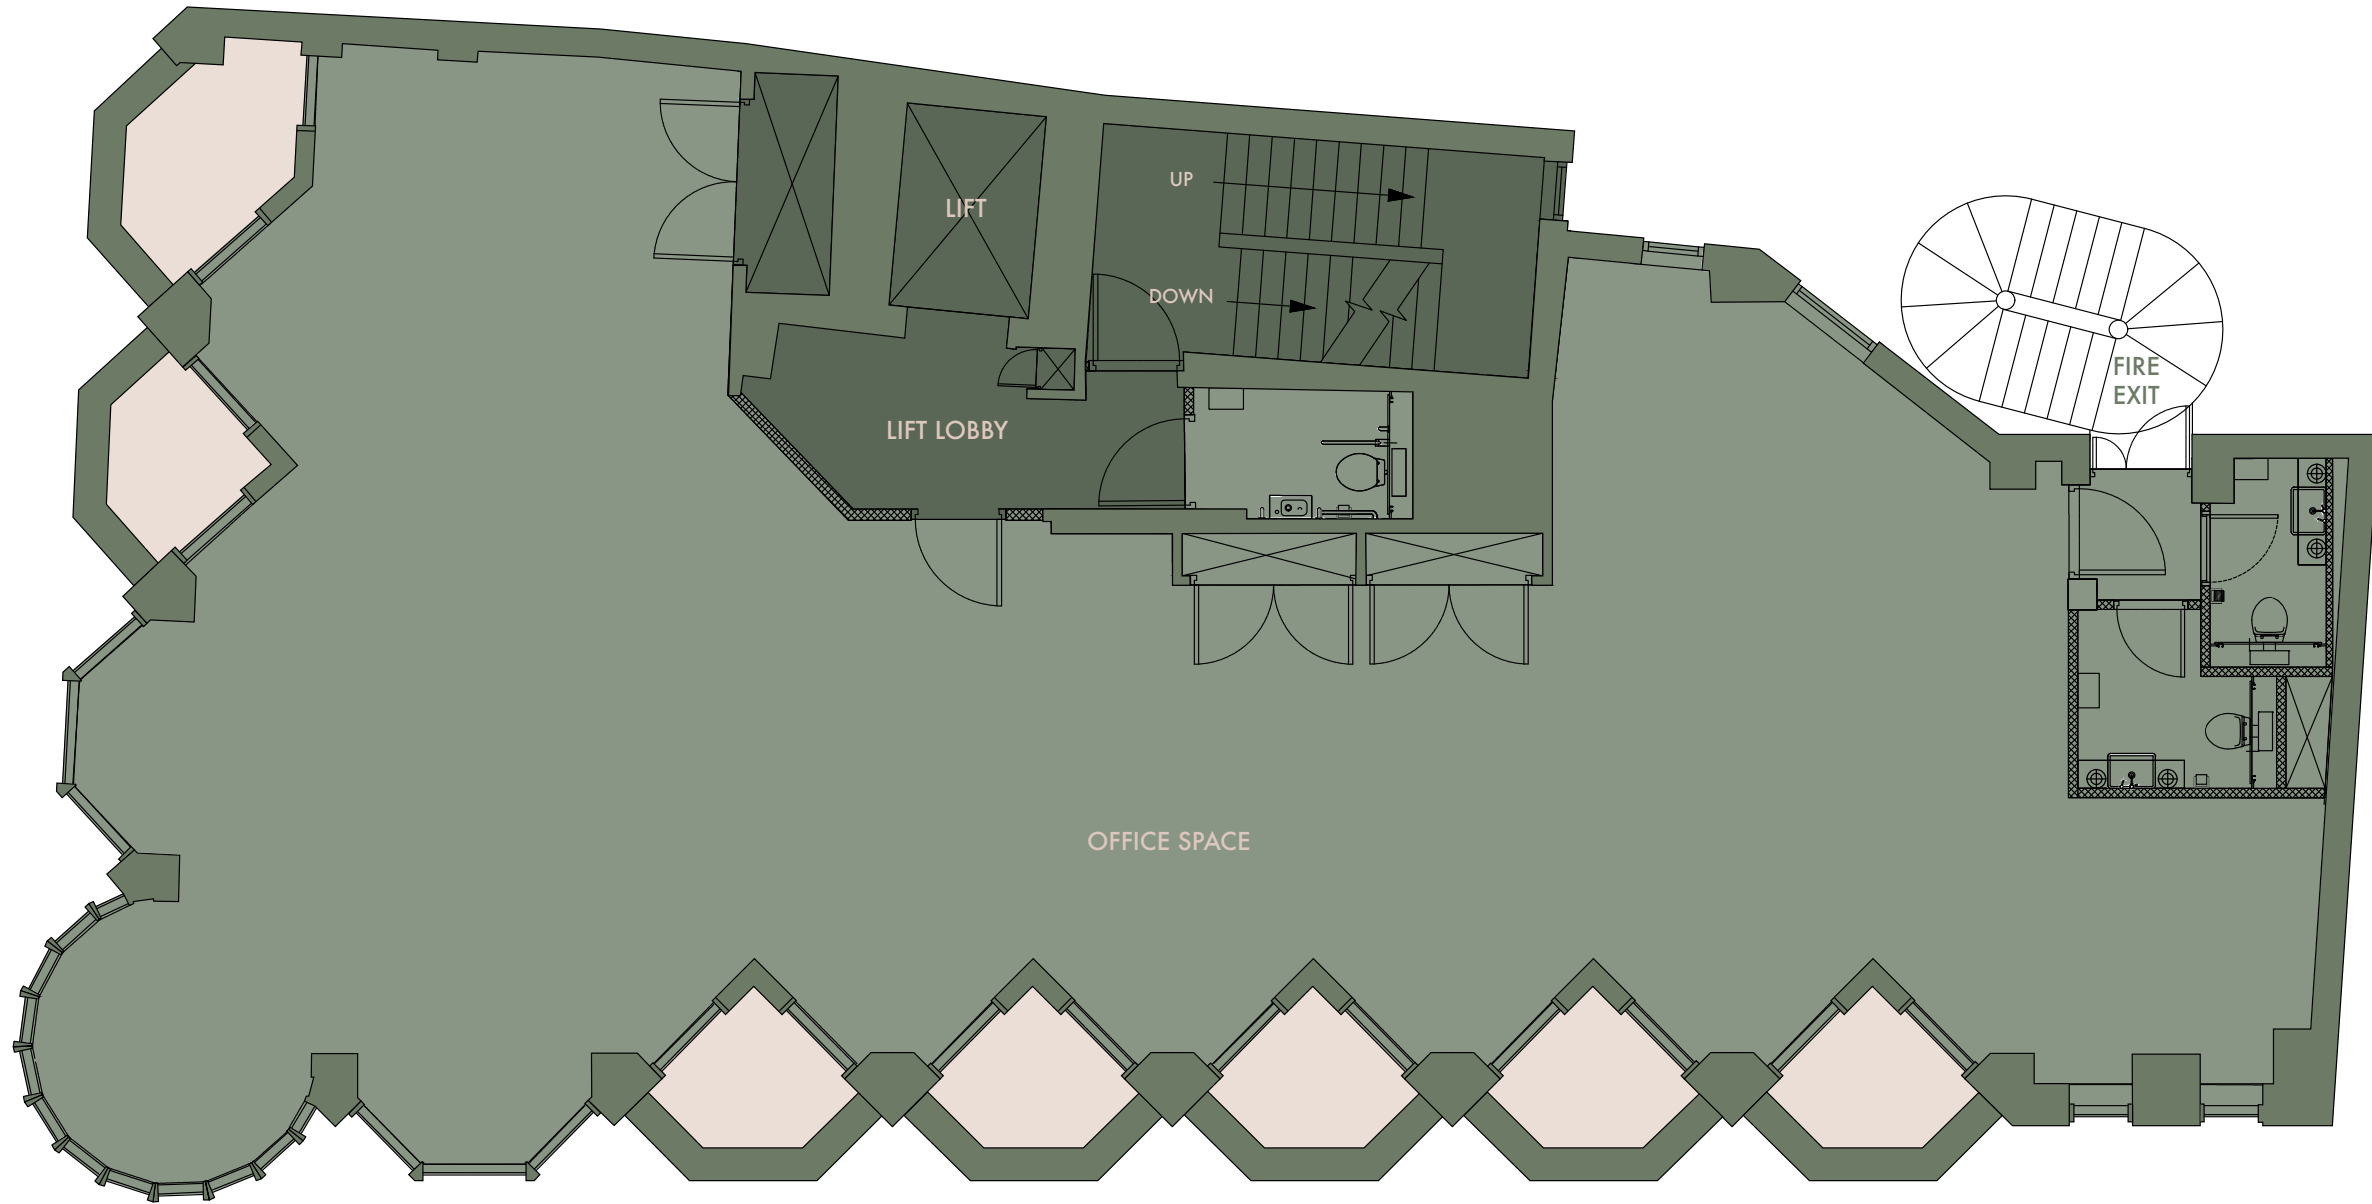 UP
LIFT
DOWN
FIRE
EXIT
LIFT LOBBY
OFFICE SPACE